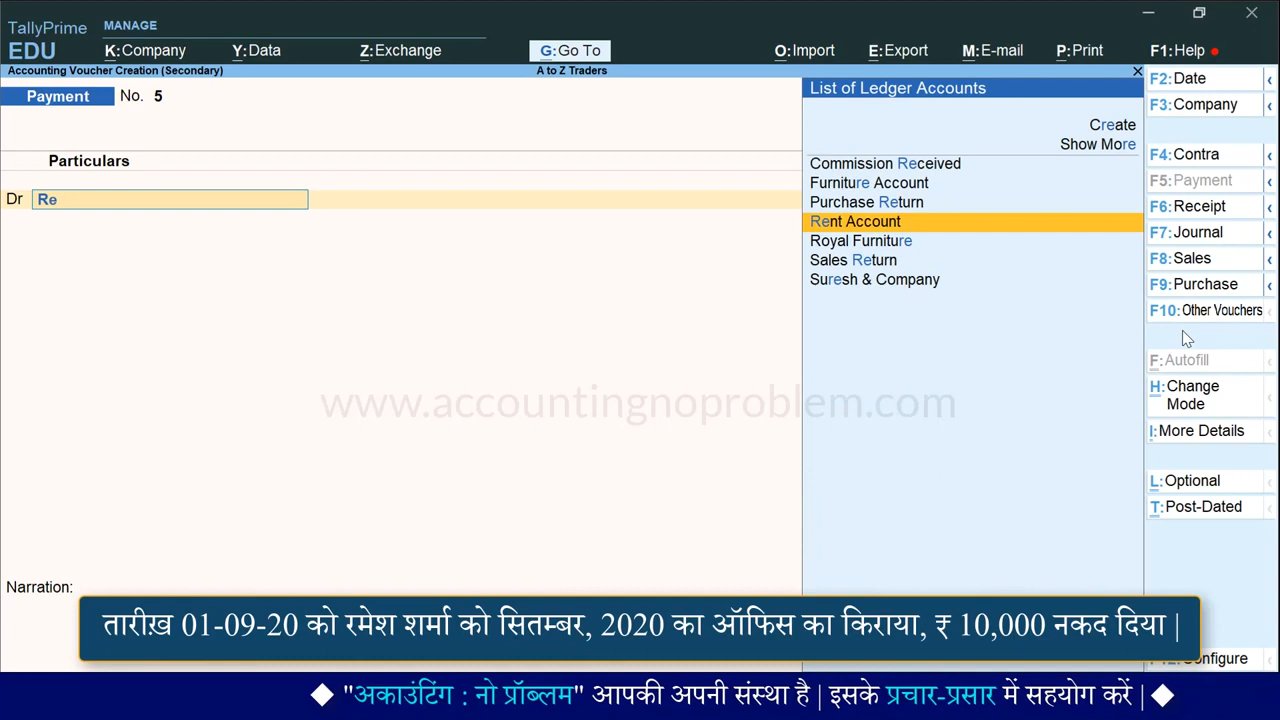 TallyPrime
EDU
MANAGE
K:Company
Y:Data
Z:Exchange
G:Go To
O:Import
E:Export
M:E-mail
P:Print
F1:Help
Accounting Voucher Creation (Secondary)
A to Z Traders
Payment No. 5
Particulars
Dr Re
List of Ledger Accounts
Create
Show More
Commission Received
Furniture Account
Purchase Return
Rent Account
Royal Furniture
Sales Return
Suresh & Company
F2:Date
F3:Company
F4:Contra
F5:Payment
F6:Receipt
F7:Journal
F8:Sales
F9:Purchase
F10:Other Vouchers
F:Autofill
H:Change
Mode
I:More Details
L:Optional
T:Post-Dated
www.accountingnoproblem.com
Narration:
तारीख़ 01-09-20 को रमेश शर्मा को सितम्बर, 2020 का ऑफिस का किराया, ₹ 10,000 नकद दिया |
◆ "अकाउंटिंग : नो प्रॉब्लम" आपकी अपनी संस्था है | इसके प्रचार-प्रसार में सहयोग करें | ◆